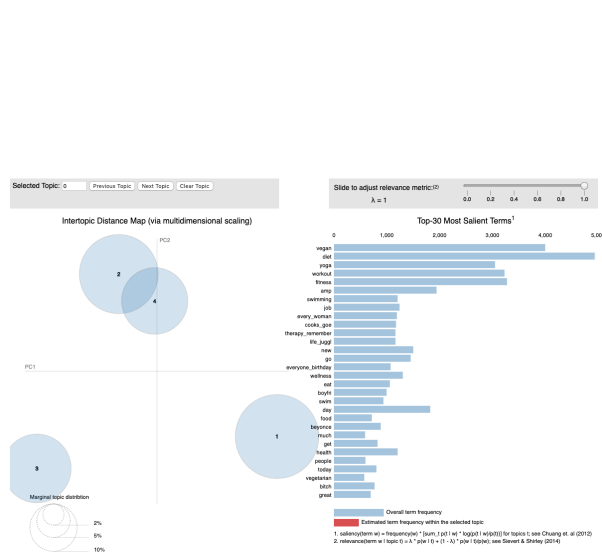 Selected Topic: 0 Previous Topic Next Topic Clear Topic
Slide to adjust relevance metric:(2)
λ = 1
0.0 0.2 0.4 0.6 0.8 1.0
Intertopic Distance Map (via multidimensional scaling)
PC2
PC1
2
4
1
3
Marginal topic distribtion
2%
5%
10%
Top-30 Most Salient Terms1
0 1,000 2,000 3,000 4,000 5,00
vegan
diet
yoga
workout
fitness
amp
swimming
job
every_woman
cooks_goe
therapy_remember
life_juggl
new
go
everyone_birthday
wellness
eat
boyfri
swim
day
food
beyonce
much
get
health
people
today
vegetarian
bitch
great
Overall term frequency
Estimated term frequency within the selected topic
1. saliency(term w) = frequency(w) * [sum_t p(t | w) * log(p(t | w)/p(t))] for topics t; see Chuang et. al (2012)
2. relevance(term w | topic t) = λ * p(w | t) + (1 - λ) * p(w | t)/p(w); see Sievert & Shirley (2014)